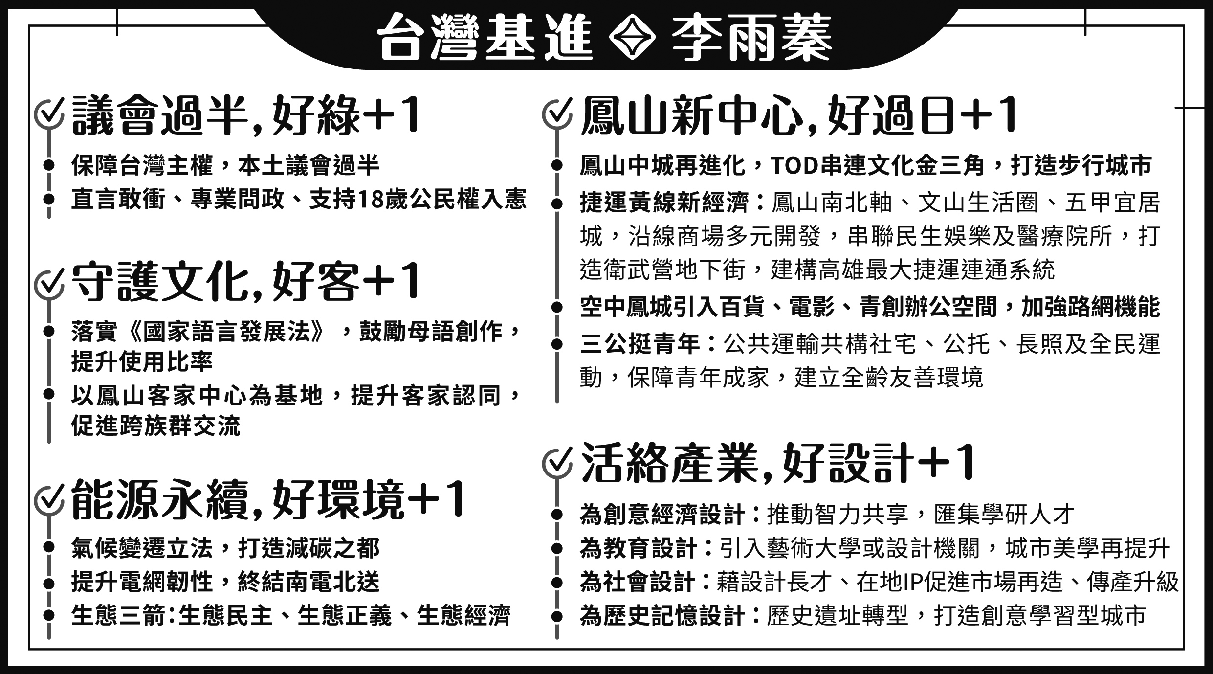 台灣基進 李雨蓁
議會過半,好綠+1
保障台灣主權，本土議會過半
直言敢衝、專業問政、支持18歲公民權入憲
守護文化,好客+1
落實《國家語言發展法》，鼓勵母語創作，
提升使用比率
以鳳山客家中心為基地，提升客家認同，
促進跨族群交流
能源永續,好環境+1
氣候變遷立法，打造減碳之都
提升電網韌性，終結南電北送
生態三箭:生態民主、生態正義、生態經濟
鳳山新中心,好過日+1
鳳山中城再進化，TOD串連文化金三角，打造步行城市
捷運黃線新經濟：鳳山南北軸、文山生活圈、五甲宜居
城，沿線商場多元開發，串聯民生娛樂及醫療院所，打
造衛武營地下街，建構高雄最大捷運連通系統
空中鳳城引入百貨、電影、青創辦公空間，加強路網機能
三公挺青年：公共運輸共構社宅、公托、長照及全民運
動，保障青年成家，建立全齡友善環境
活絡產業,好設計+1
為創意經濟設計：推動智力共享，匯集學研人才
為教育設計：引入藝術大學或設計機關，城市美學再提升
為社會設計：藉設計長才、在地IP促進市場再造、傳產升級
為歷史記憶設計：歷史遺址轉型，打造創意學習型城市